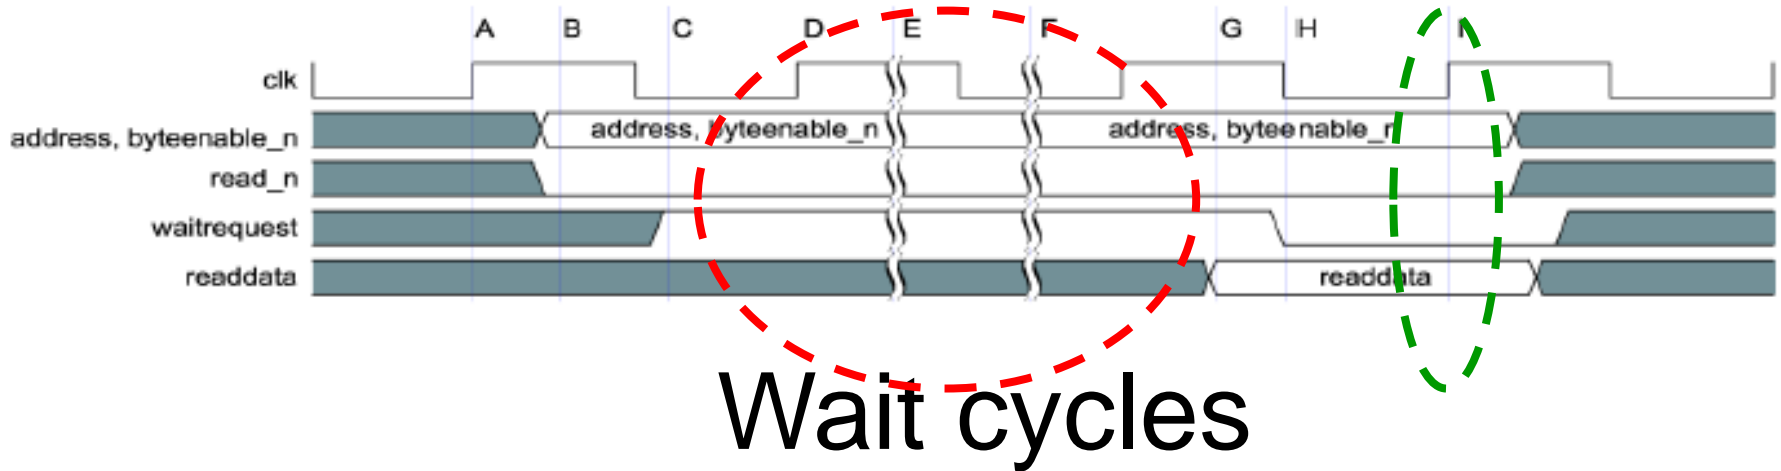 A B C D E F G H I
clk
address, byteenable_n address, byteenable_n address, byteenable_n
read_n
waitrequest
readdata readdata
Wait cycles